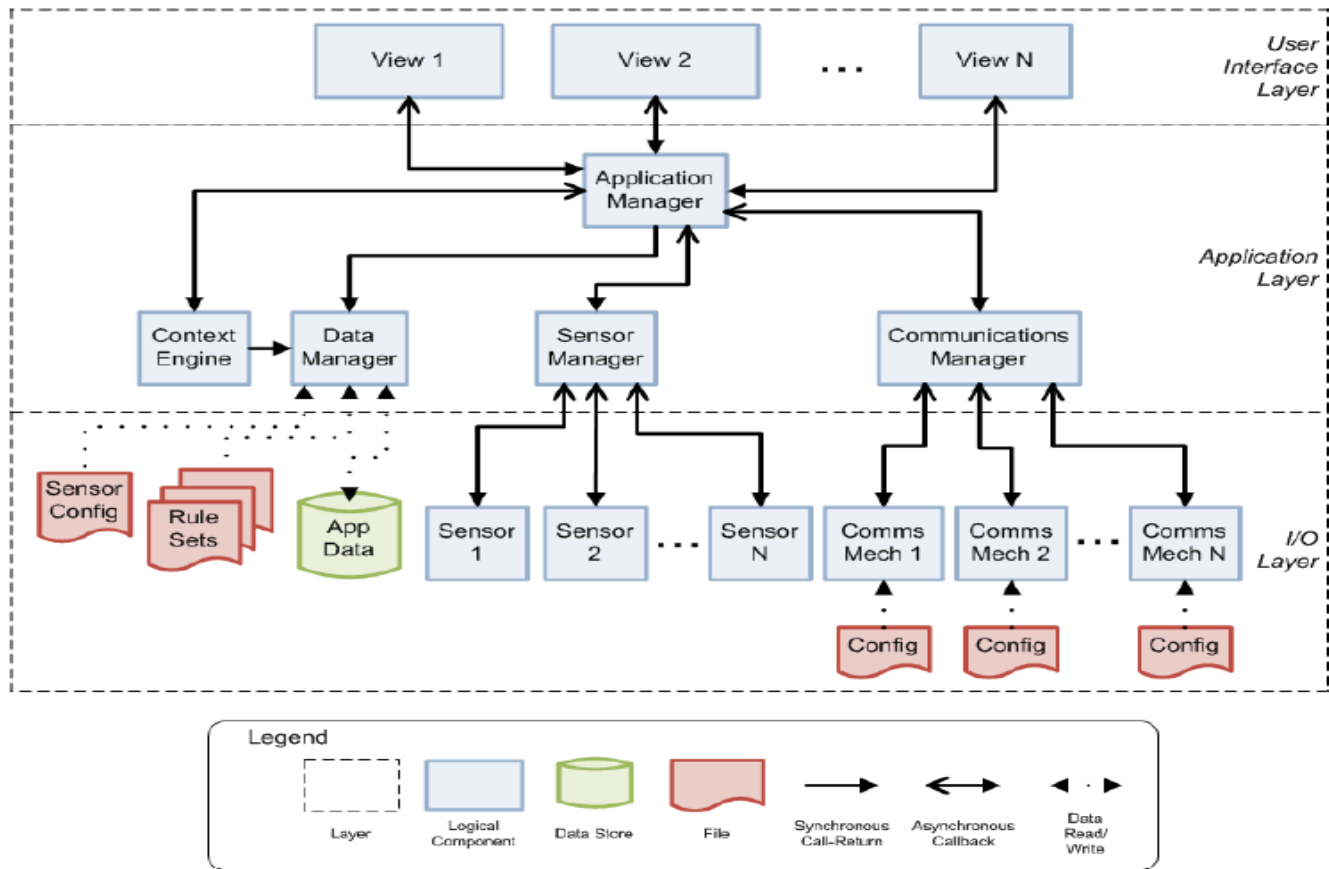 View 1
View 2
...
View N
User
Interface
Layer
Application
Manager
Application
Layer
Context
Engine
Data
Manager
Sensor
Manager
Communications
Manager
Sensor
Config
Rule
Sets
App
Data
Sensor
1
Sensor
2
...
Sensor
N
Comms
Mech 1
Comms
Mech 2
...
Comms
Mech N
I/O
Layer
Config
Config
Config
Legend
Layer
Logical
Component
Data Store
File
Synchronous
Call-Return
Asynchronous
Callback
Data
Read/
Write